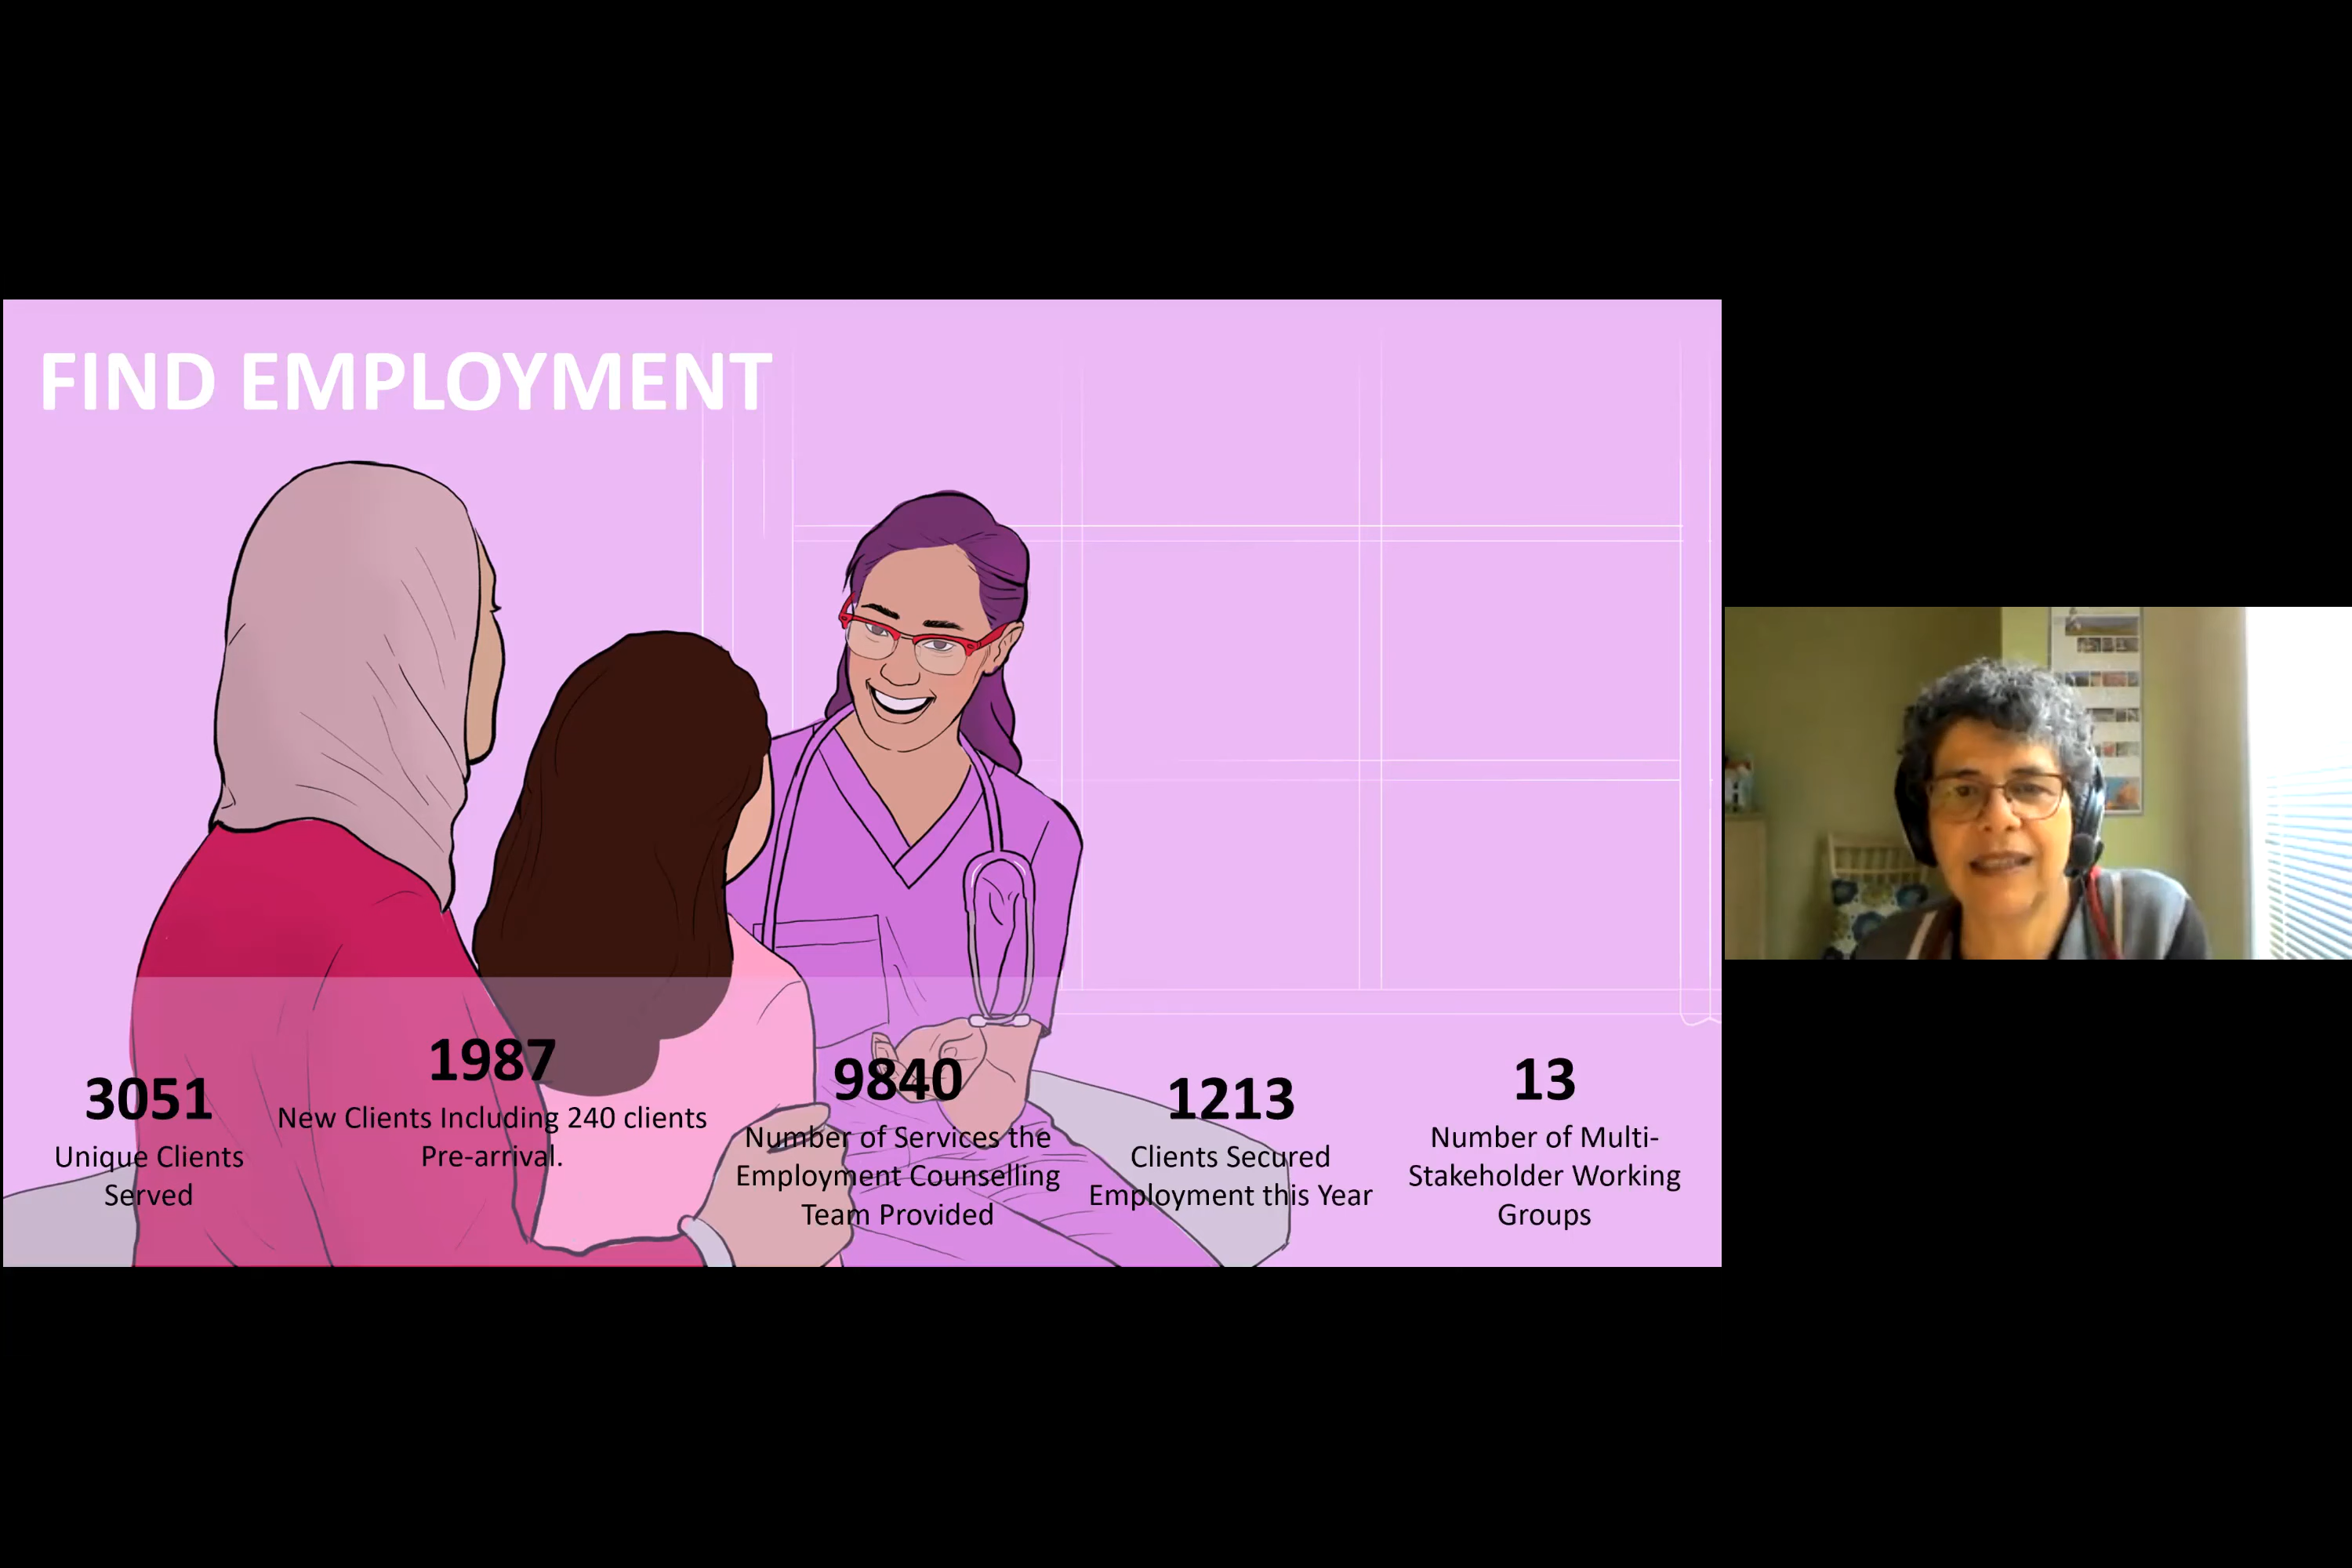 FIND EMPLOYMENT
3051
Unique Clients
Served
1987
New Clients Including 240 clients
Pre-arrival.
9840
Number of Services the
Employment Counselling
Team Provided
1213
Clients Secured
Employment this Year
13
Number of Multi-
Stakeholder Working
Groups